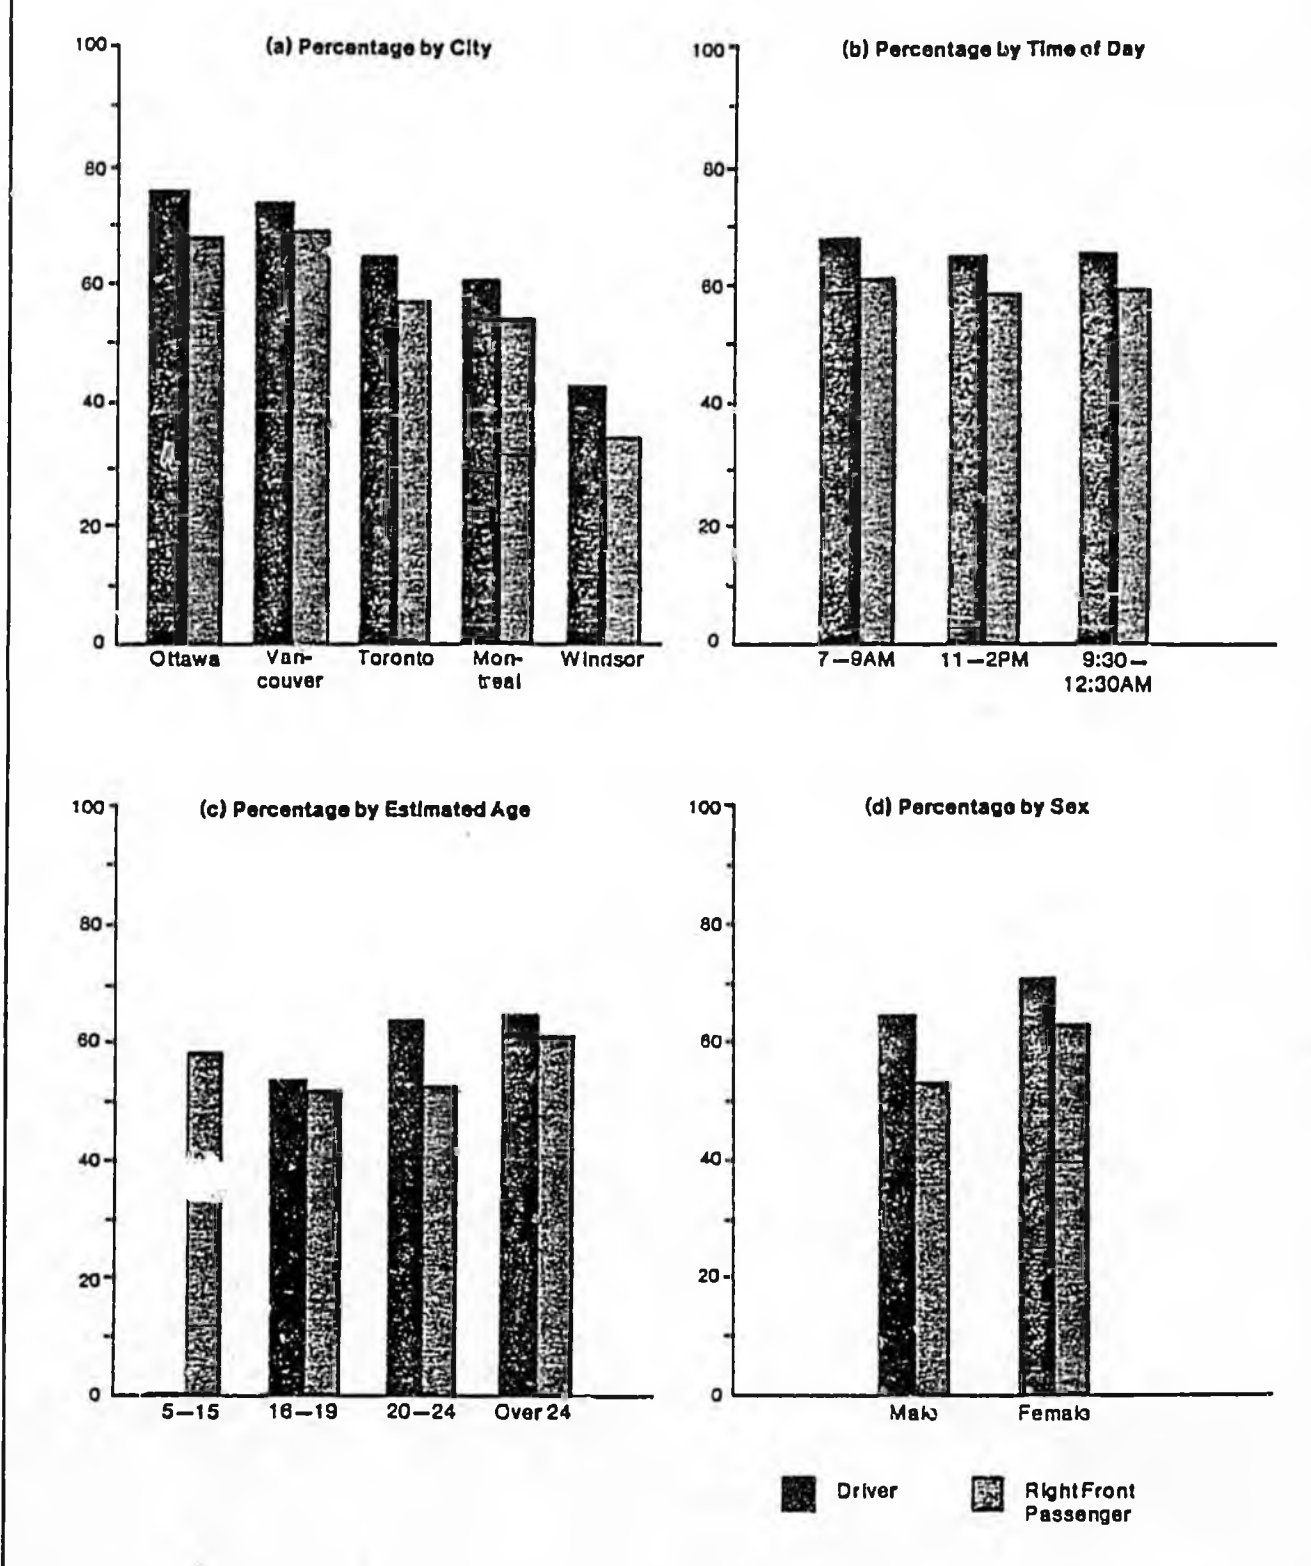 (a) Percentage by City
100
80
60
40
20
0
Ottawa
Van-
couver
Toronto
Mon-
treal
Windsor
(b) Percentage by Time of Day
100
80
60
40
20
0
7–9AM
11–2PM
9:30–
12:30AM
(c) Percentage by Estimated Age
100
80
60
40
20
0
5–15
16–19
20–24
Over 24
(d) Percentage by Sex
100
80
60
40
20
0
Male
Female
Driver
Right Front
Passenger